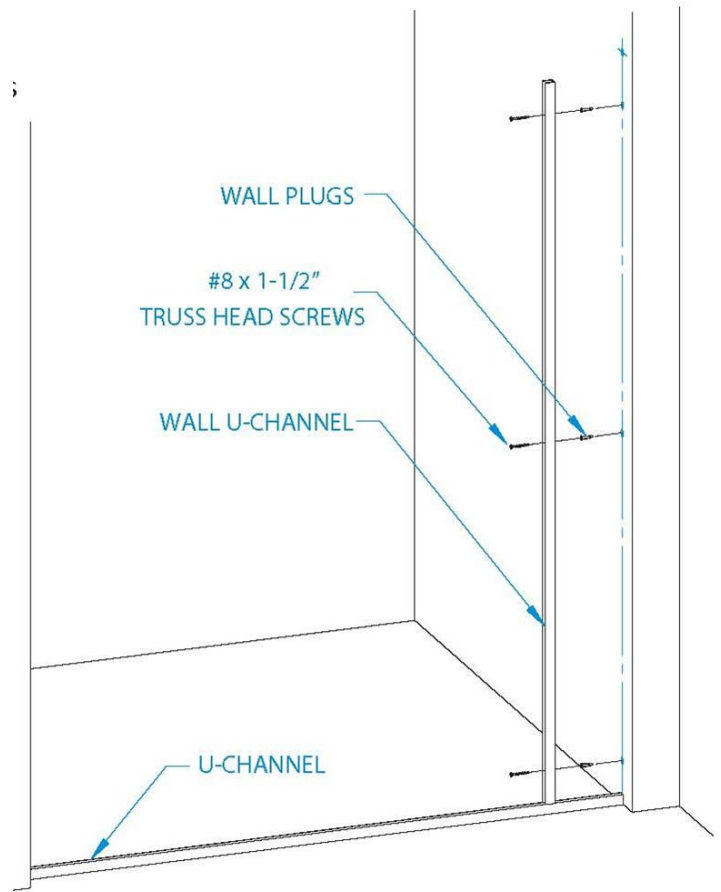 WALL PLUGS
#8 x 1-1/2"
TRUSS HEAD SCREWS
WALL U-CHANNEL
U-CHANNEL